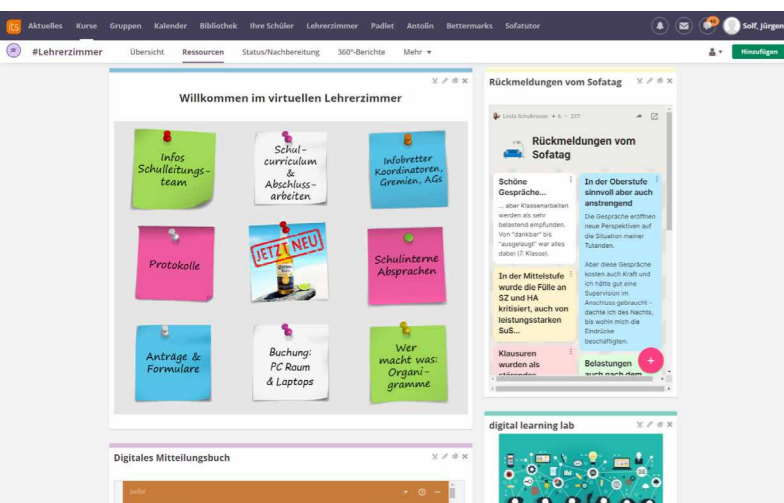 its Aktuelles Kurse Gruppen Kalender Bibliothek Ihre Schüler Lehrerzimmer Padlet Antolin Bettermarks Sofatutor Solf, Jürgen
#Lehrerzimmer Übersicht Ressourcen Status/Nachbereitung 360°-Berichte Mehr Hinzufügen
Willkommen im virtuellen Lehrerzimmer
Infos
Schulleitungs-
team
Schul-
curriculum
&
Abschluss-
arbeiten
Infobretter
Koordinatoren,
Gremien, AGs
Protokolle
JETZT NEU
Schulinterne
Absprachen
Anträge &
Formulare
Buchung:
PC Raum
& Laptops
Wer
macht was:
Organi-
gramme
Digitales Mitteilungsbuch
padlet
Rückmeldungen vom Sofatag
Rückmeldungen vom
Sofatag
Schöne
Gespräche...
... aber Klassenarbeiten
werden als sehr
belastend empfunden.
Von "dankbar" bis
"ausgelaugt" war alles
dabei (7. Klasse).
In der Mittelstufe
wurde die Fülle an
SZ und HA
kritisiert, auch von
leistungsstarken
SuS...
Klausuren
wurden als
In der Oberstufe
sinnvoll aber auch
anstrengend
Die Gespräche eröffnen
neue Perspektiven auf
die Situation meiner
Tutanden.
Aber diese Gespräche
kosten auch Kraft und
ich hätte gut eine
Supervision im
Anschluss gebraucht -
dachte ich des Nachts,
bis wohin mich die
Eindrücke
beschäftigten.
Belastungen
auch nach dem
digital learning lab